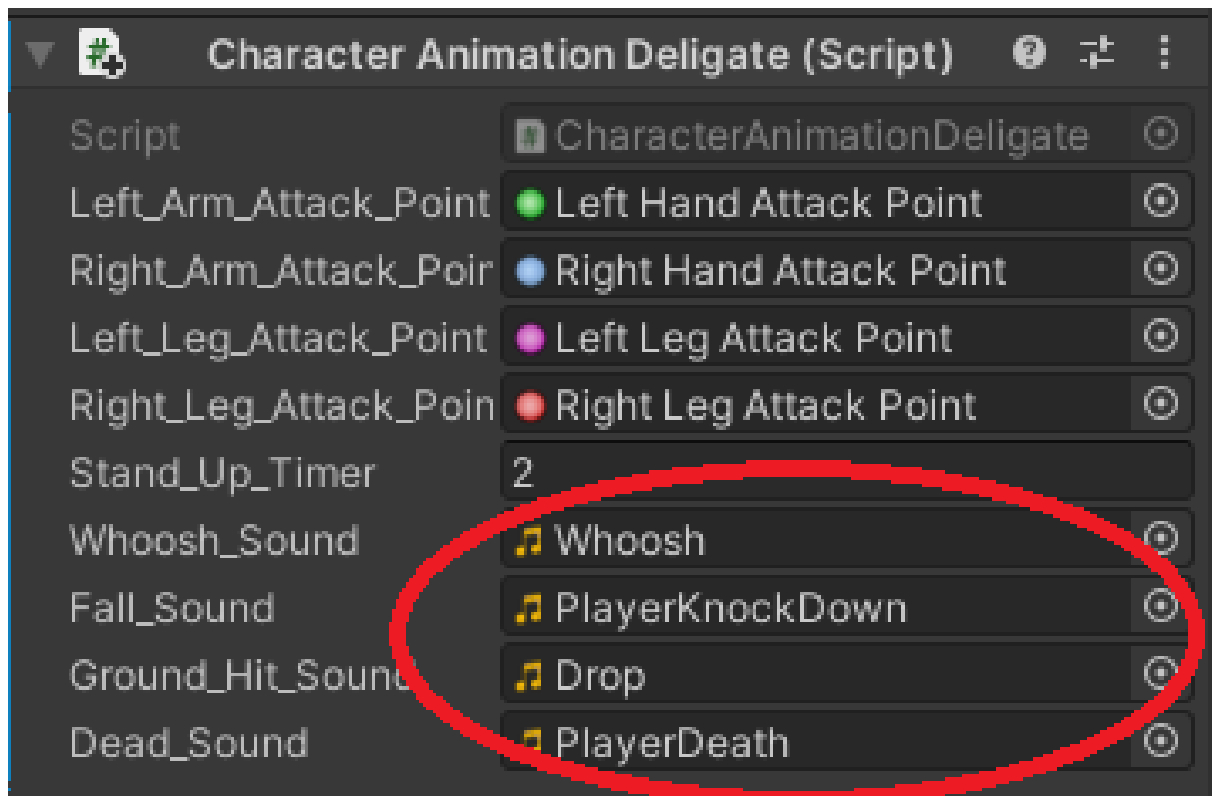 Character Animation Deligate (Script)
Script CharacterAnimationDeligate
Left_Arm_Attack_Point Left Hand Attack Point
Right_Arm_Attack_Poir Right Hand Attack Point
Left_Leg_Attack_Point Left Leg Attack Point
Right_Leg_Attack_Poin Right Leg Attack Point
Stand_Up_Timer 2
Whoosh_Sound Whoosh
Fall_Sound PlayerKnockDown
Ground_Hit_Sound Drop
Dead_Sound PlayerDeath